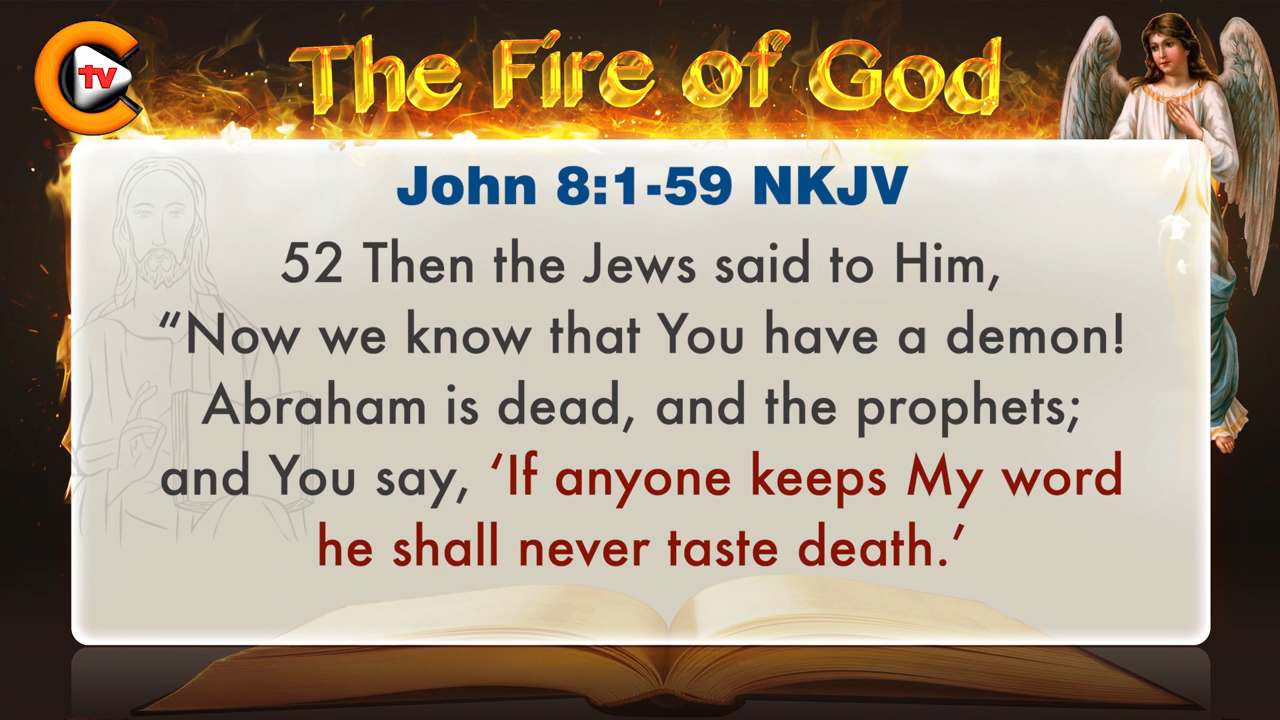 tv
The Fire of God
John 8:1-59 NKJV
52 Then the Jews said to Him,
“Now we know that You have a demon!
Abraham is dead, and the prophets;
and You say, ‘If anyone keeps My word
he shall never taste death.’